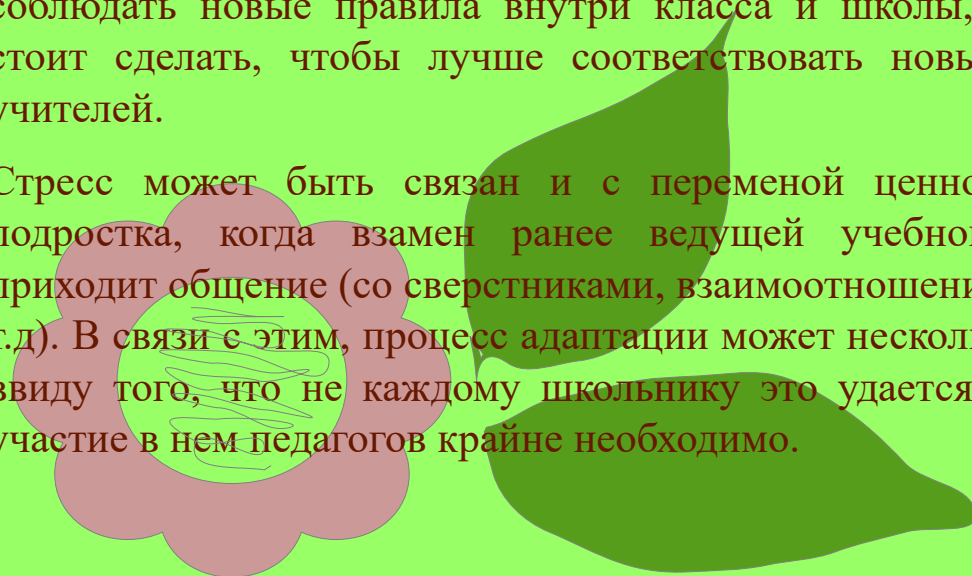 соблюдать новые правила внутри класса и школы,
стоит сделать, чтобы лучше соответствовать новы
учителей.
Стресс может быть связан и с переменой ценно
подростка, когда взамен ранее ведущей учебно
приходит общение (со сверстниками, взаимоотношени
т.д). В связи с этим, процесс адаптации может нескол
ввиду того, что не каждому школьнику это удается
участие в нем педагогов крайне необходимо.